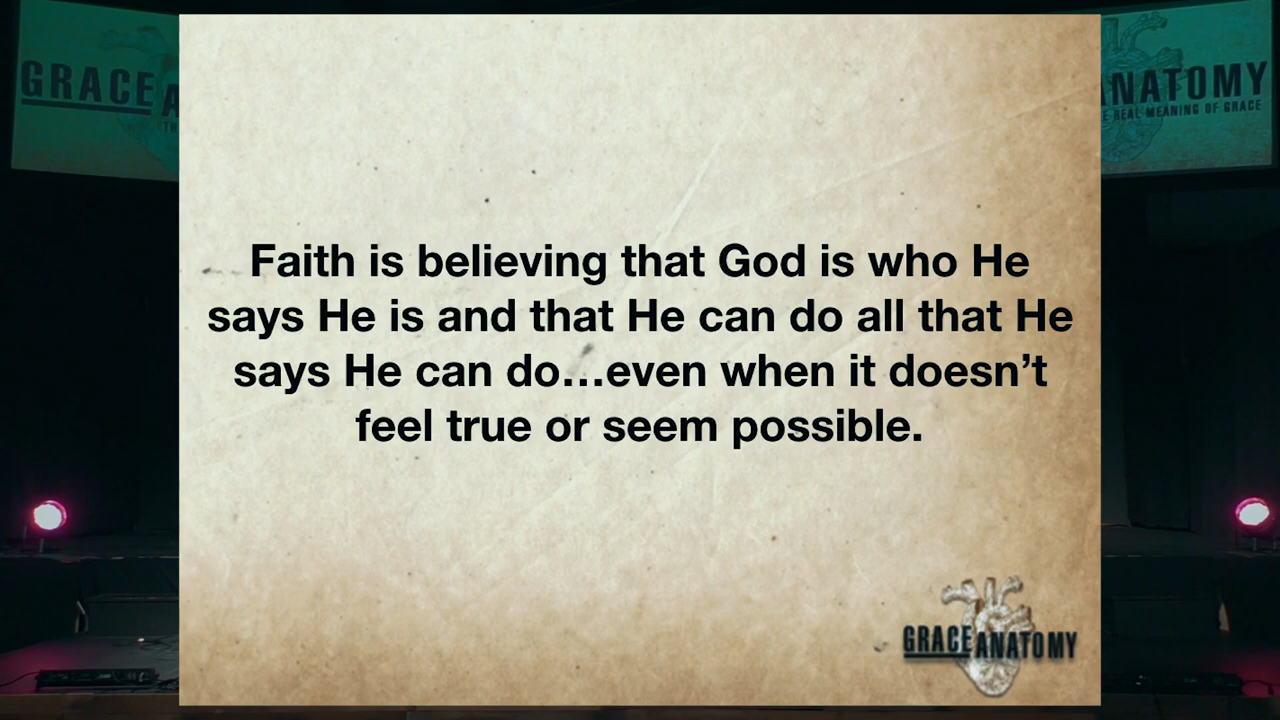 GRACE
ANATOMY
REAL MEANING OF GRACE
Faith is believing that God is who He
says He is and that He can do all that He
says He can do…even when it doesn’t
feel true or seem possible.
GRACE ANATOMY